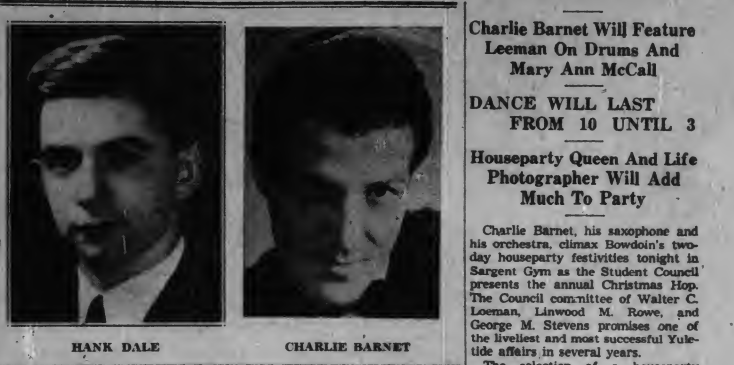 HANK DALE
CHARLIE BARNET
Charlie Barnet Will Feature
Leeman On Drums And
Mary Ann McCall
DANCE WILL LAST
FROM 10 UNTIL 3
Houseparty Queen And Life
Photographer Will Add
Much To Party
Charlie Barnet, his saxophone and
his orchestra, climax Bowdoin's two-
day houseparty festivities tonight in
Sargent Gym as the Student Council
presents the annual Christmas Hop.
The Council committee of Walter C.
Loeman, Linwood M. Rowe, and
George M. Stevens promises one of
the liveliest and most successful Yule-
tide affairs in several years.
The selection of a houseparty